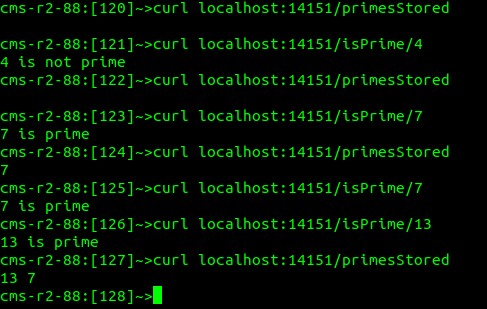 cms-r2-88:[120]~>curl localhost:14151/primesStored
cms-r2-88:[121]~>curl localhost:14151/isPrime/4
4 is not prime
cms-r2-88:[122]~>curl localhost:14151/primesStored
cms-r2-88:[123]~>curl localhost:14151/isPrime/7
7 is prime
cms-r2-88:[124]~>curl localhost:14151/primesStored
7
cms-r2-88:[125]~>curl localhost:14151/isPrime/7
7 is prime
cms-r2-88:[126]~>curl localhost:14151/isPrime/13
13 is prime
cms-r2-88:[127]~>curl localhost:14151/primesStored
13 7
cms-r2-88:[128]~>